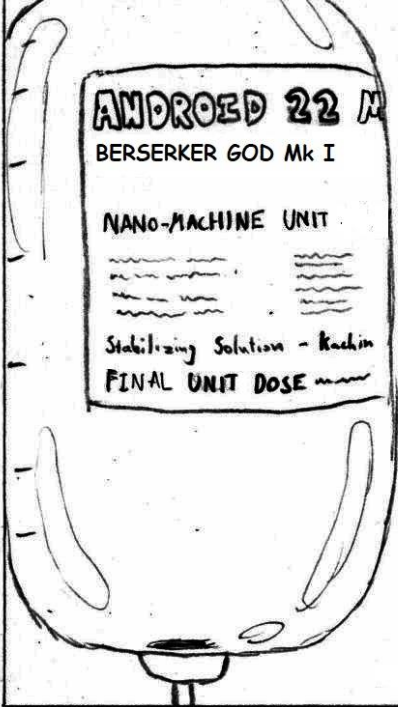 ANDROID 22 M
BERSERKER GOD Mk I
NANO-MACHINE UNIT
Stabilizing Solution - Kachin
FINAL UNIT DOSE